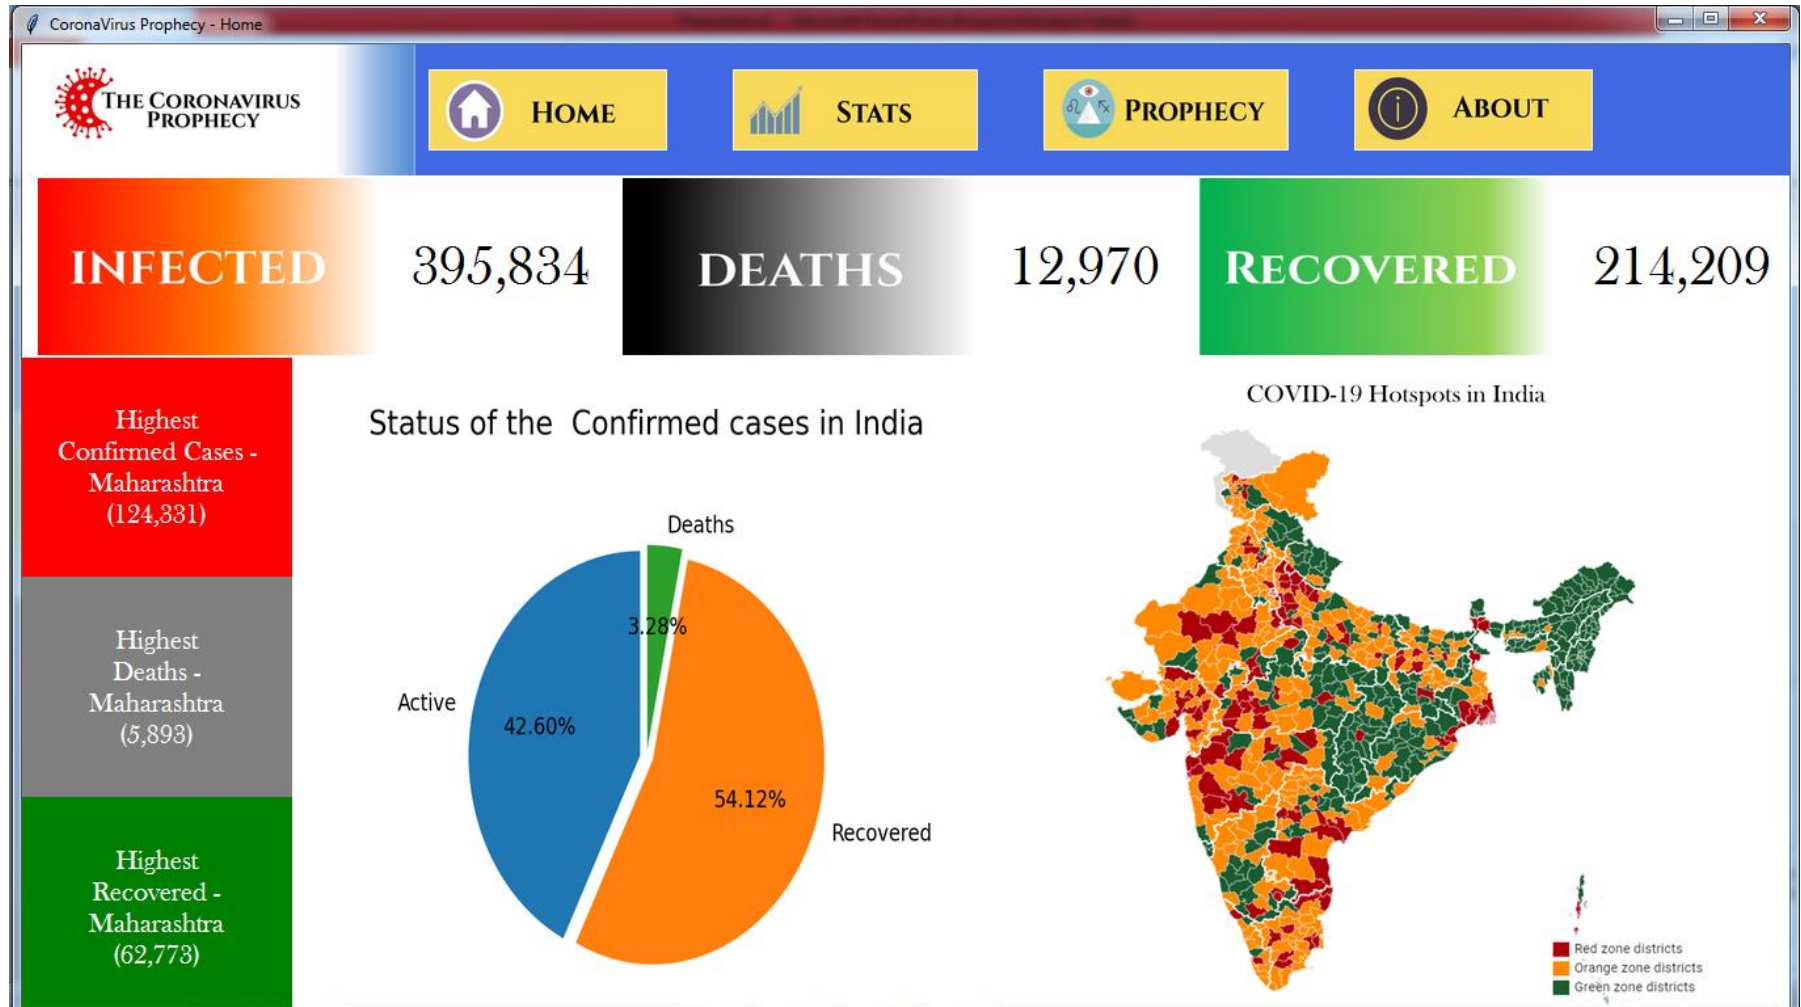 CoronaVirus Prophecy - Home
THE CORONAVIRUS
PROPHECY
HOME
STATS
PROPHECY
ABOUT
INFECTED
395,834
DEATHS
12,970
RECOVERED
214,209
Highest
Confirmed Cases -
Maharashtra
(124,331)
Highest
Deaths -
Maharashtra
(5,893)
Highest
Recovered -
Maharashtra
(62,773)
Status of the  Confirmed cases in India
Deaths
3.28%
Active
42.60%
54.12%
Recovered
COVID-19 Hotspots in India
Red zone districts
Orange zone districts
Green zone districts